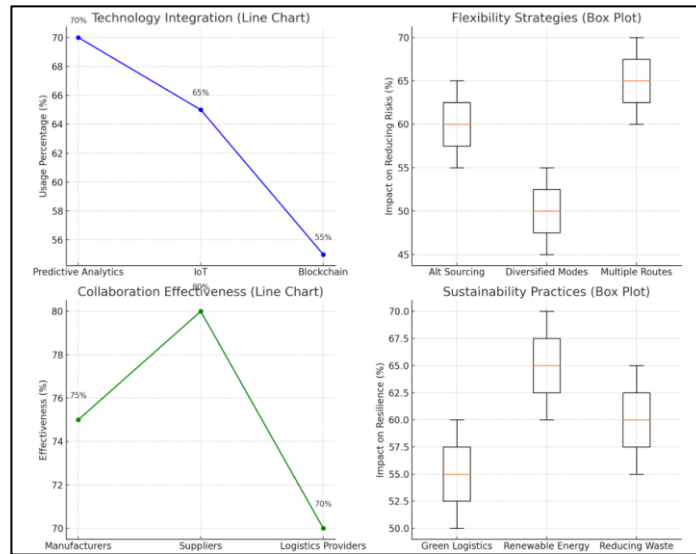 Technology Integration (Line Chart)
70%
65%
55%
Usage Percentage (%)
70
68
66
64
62
60
58
56
Predictive Analytics
IoT
Blockchain
Flexibility Strategies (Box Plot)
Impact on Reducing Risks (%)
70
65
60
55
50
45
Alt Sourcing
Diversified Modes
Multiple Routes
Collaboration Effectiveness (Line Chart)
80%
75%
70%
Effectiveness (%)
80
78
76
74
72
70
Manufacturers
Suppliers
Logistics Providers
Sustainability Practices (Box Plot)
Impact on Resilience (%)
70.0
67.5
65.0
62.5
60.0
57.5
55.0
52.5
50.0
Green Logistics
Renewable Energy
Reducing Waste